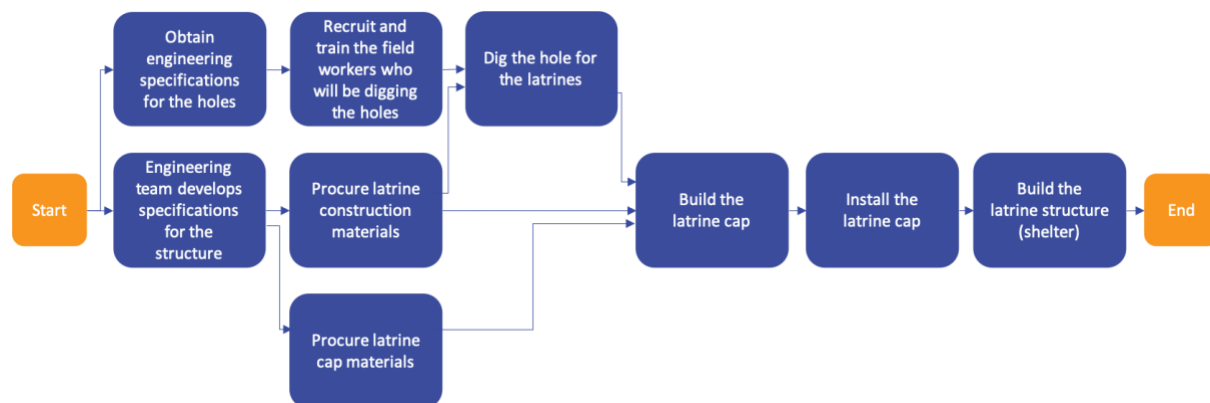 Obtain
engineering
specifications
for the holes
Recruit and
train the field
workers who
will be digging
the holes
Dig the hole for
the latrines
Start
Engineering
team develops
specifications
for the
structure
Procure latrine
construction
materials
Build the
latrine cap
Install the
latrine cap
Build the
latrine structure
(shelter)
End
Procure latrine
cap materials